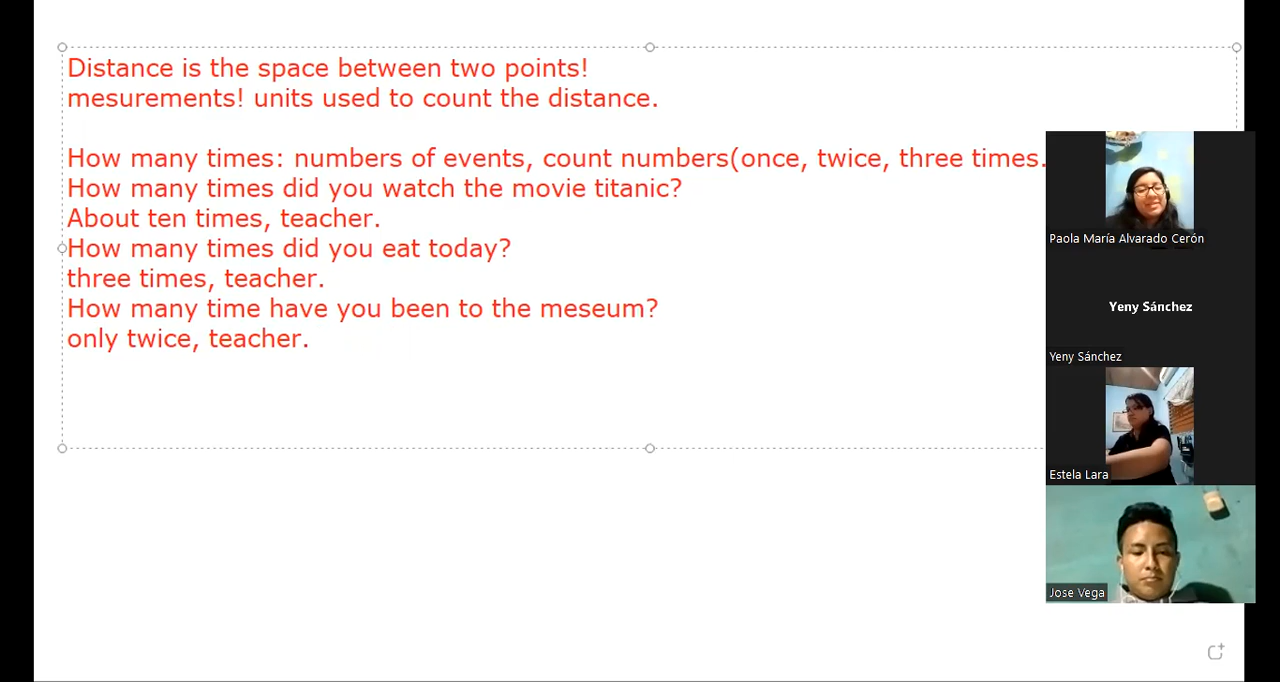 Distance is the space between two points!
mesurements! units used to count the distance.
How many times: numbers of events, count numbers(once, twice, three times.
How many times did you watch the movie titanic?
About ten times, teacher.
How many times did you eat today?
three times, teacher.
How many time have you been to the meseum?
only twice, teacher.
Paola María Alvarado Cerón
Yeny Sánchez
Yeny Sánchez
Estela Lara
Jose Vega